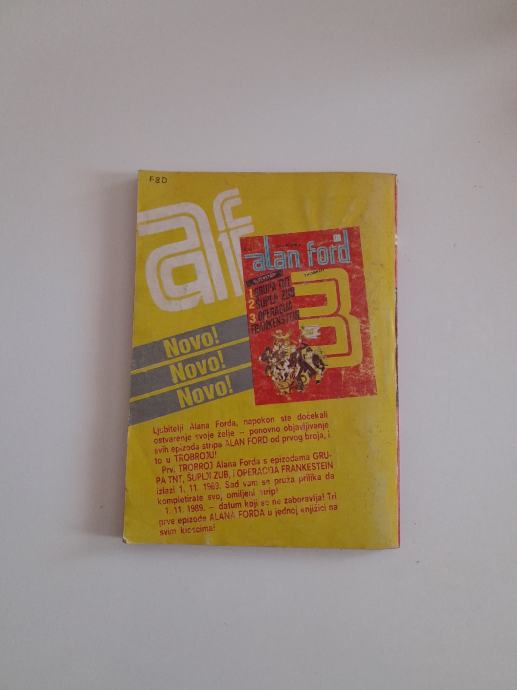 F8D
af
alan ford
1 GRUPA TNT
2 ŠUPLJI ZUB
3 OPERACIJA
FRANKENSTEIN
3
Novo!
Novo!
Novo!
Ljubitelji Alana Forda, napokon ste dočekali
ostvarenje svoje želje – ponovno objavljivanje
svih epizoda stripa ALAN FORD od prvog broja, i
to u TROBROJU!
Prvi TROBROJ Alana Forda s epizodama GRU-
PA TNT, ŠUPLJI ZUB, i OPERACIJA FRANKESTEIN
izlazi 1. 11. 1989. Sad vam se pruža prilika da
kompletirate svoj, omiljeni strip!
1. 11. 1989. – datum koji se ne zaboravlja! Tri
prve epizode ALANA FORDA u jednoj knjižici na
svim kioscima!